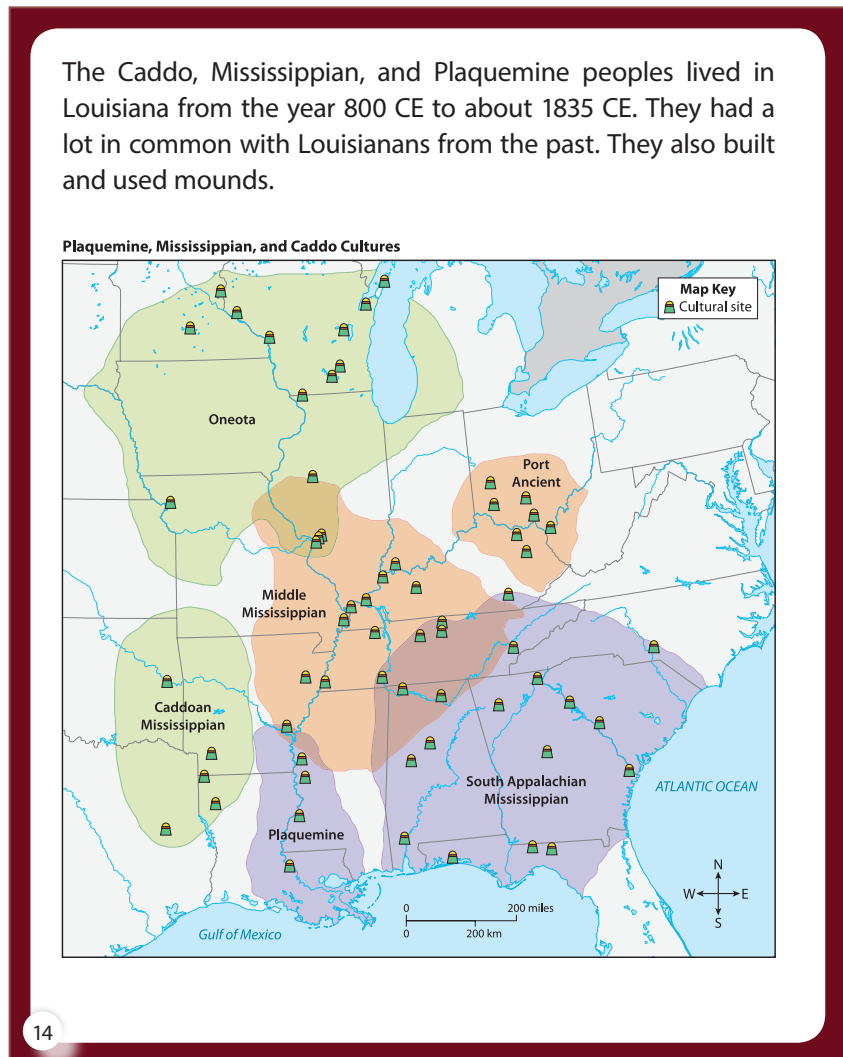 The Caddo, Mississippian, and Plaquemine peoples lived in
Louisiana from the year 800 CE to about 1835 CE. They had a
lot in common with Louisianans from the past. They also built
and used mounds.
Plaquemine, Mississippian, and Caddo Cultures
Map Key
Cultural site
Oneota
Port
Ancient
Middle
Mississippian
Caddoan
Mississippian
South Appalachian
Mississippian
ATLANTIC OCEAN
Plaquemine
N
W E
S
0 200 miles
0 200 km
Gulf of Mexico
14